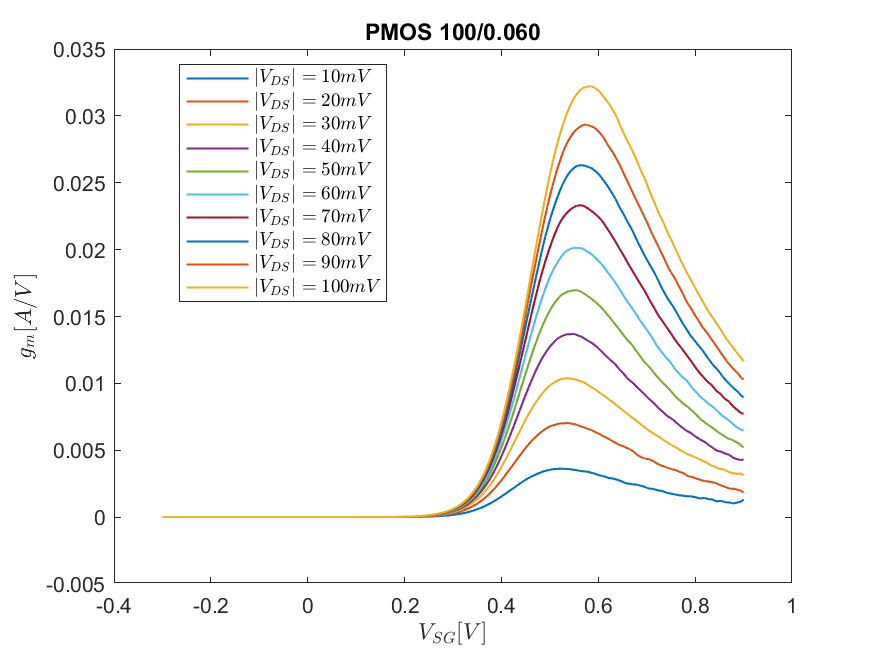 PMOS 100/0.060
0.035
0.03
0.025
0.02
0.015
0.01
0.005
0
-0.005
g_m[A/V]
|V_DS| = 10mV
|V_DS| = 20mV
|V_DS| = 30mV
|V_DS| = 40mV
|V_DS| = 50mV
|V_DS| = 60mV
|V_DS| = 70mV
|V_DS| = 80mV
|V_DS| = 90mV
|V_DS| = 100mV
-0.4 -0.2 0 0.2 0.4 0.6 0.8 1
V_SG[V]